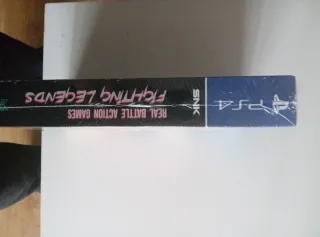 REAL BATTLE ACTION GAMES
FIGHTING LEGENDS
SNK
PS4